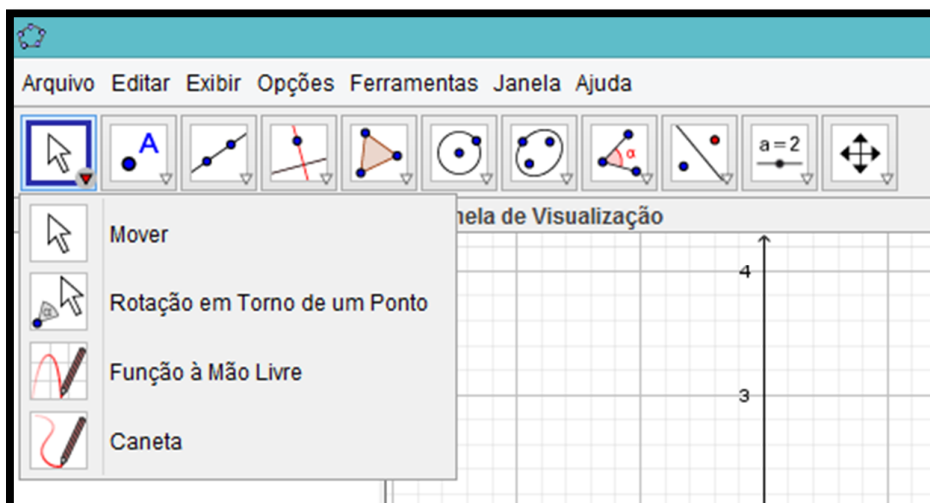 Arquivo Editar Exibir Opções Ferramentas Janela Ajuda
A
α
a = 2
nela de Visualização
Mover
α
Rotação em Torno de um Ponto
Função à Mão Livre
Caneta
4
3